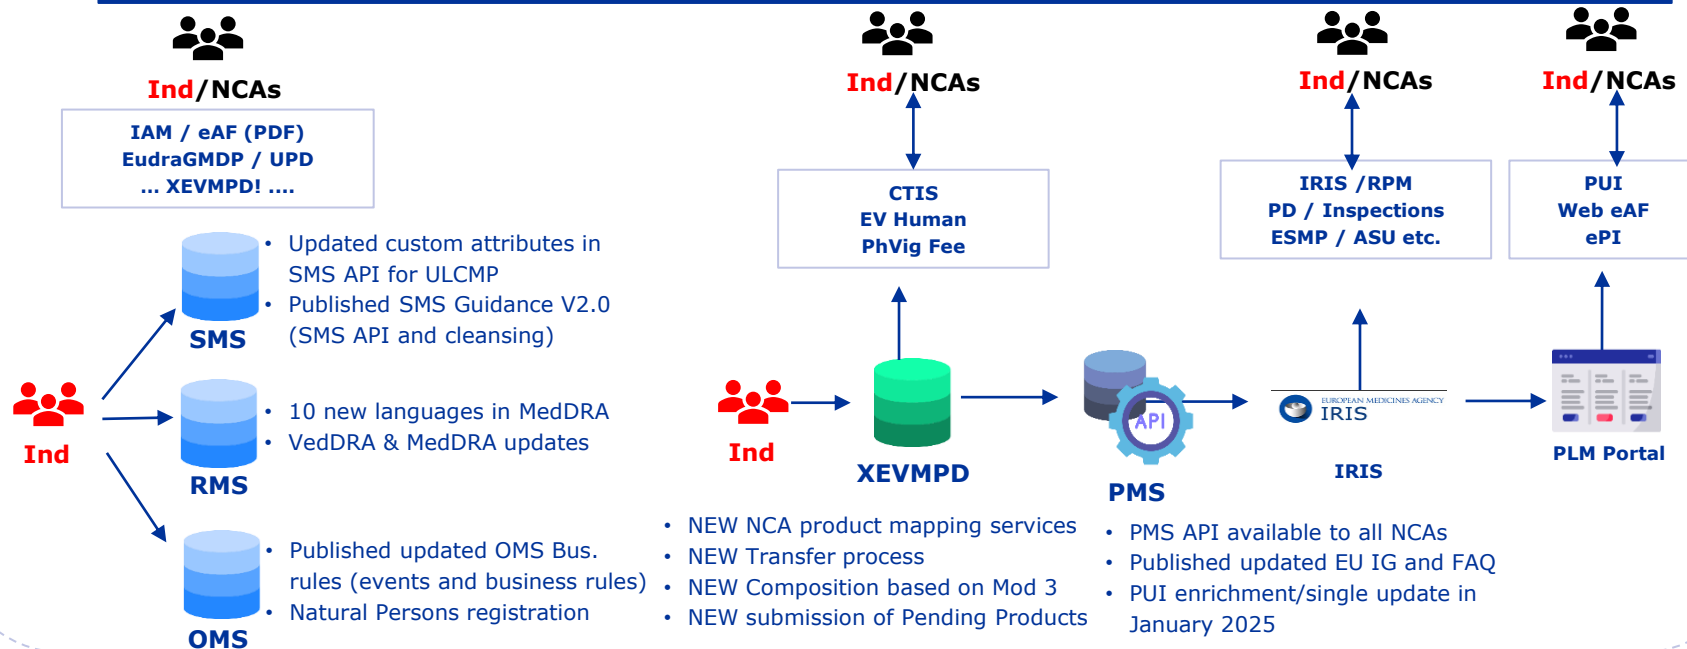 Ind/NCAs
IAM / eAF (PDF)
EudraGMDP / UPD
... XEVMPD! ....
Ind
SMS
• Updated custom attributes in
SMS API for ULCMP
• Published SMS Guidance V2.0
(SMS API and cleansing)
RMS
• 10 new languages in MedDRA
• VedDRA & MedDRA updates
OMS
• Published updated OMS Bus.
rules (events and business rules)
• Natural Persons registration
Ind/NCAs
CTIS
EV Human
PhVig Fee
Ind
XEVMPD
• NEW NCA product mapping services
• NEW Transfer process
• NEW Composition based on Mod 3
• NEW submission of Pending Products
API
PMS
• PMS API available to all NCAs
• Published updated EU IG and FAQ
• PUI enrichment/single update in
January 2025
Ind/NCAs
IRIS /RPM
PD / Inspections
ESMP / ASU etc.
EUROPEAN MEDICINES AGENCY
IRIS
IRIS
Ind/NCAs
PUI
Web eAF
ePI
PLM Portal